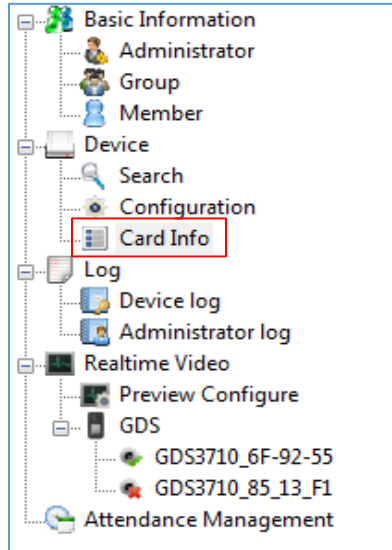 Basic Information
Administrator
Group
Member
Device
Search
Configuration
Card Info
Log
Device log
Administrator log
Realtime Video
Preview Configure
GDS
GDS3710_6F-92-55
GDS3710_85_13_F1
Attendance Management